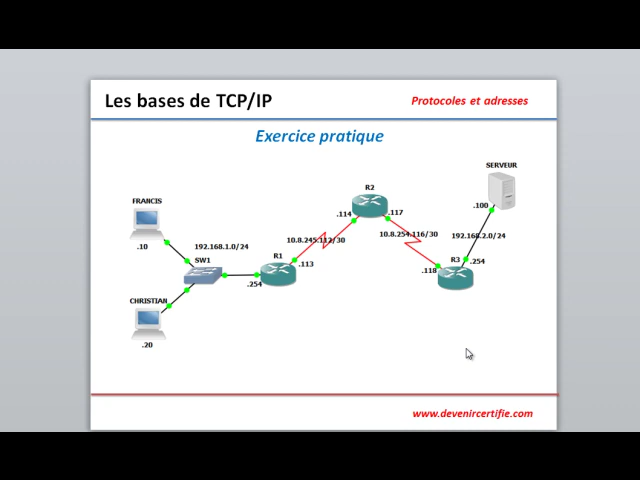 Les bases de TCP/IP
Protocoles et adresses
Exercice pratique
SERVEUR
R2
.100
FRANCIS
.114
.117
10.8.245.112/30
10.8.254.116/30
192.168.2.0/24
.10
192.168.1.0/24
SW1
R1
R3
.254
.113
.118
.254
CHRISTIAN
.20
www.devenircertifie.com